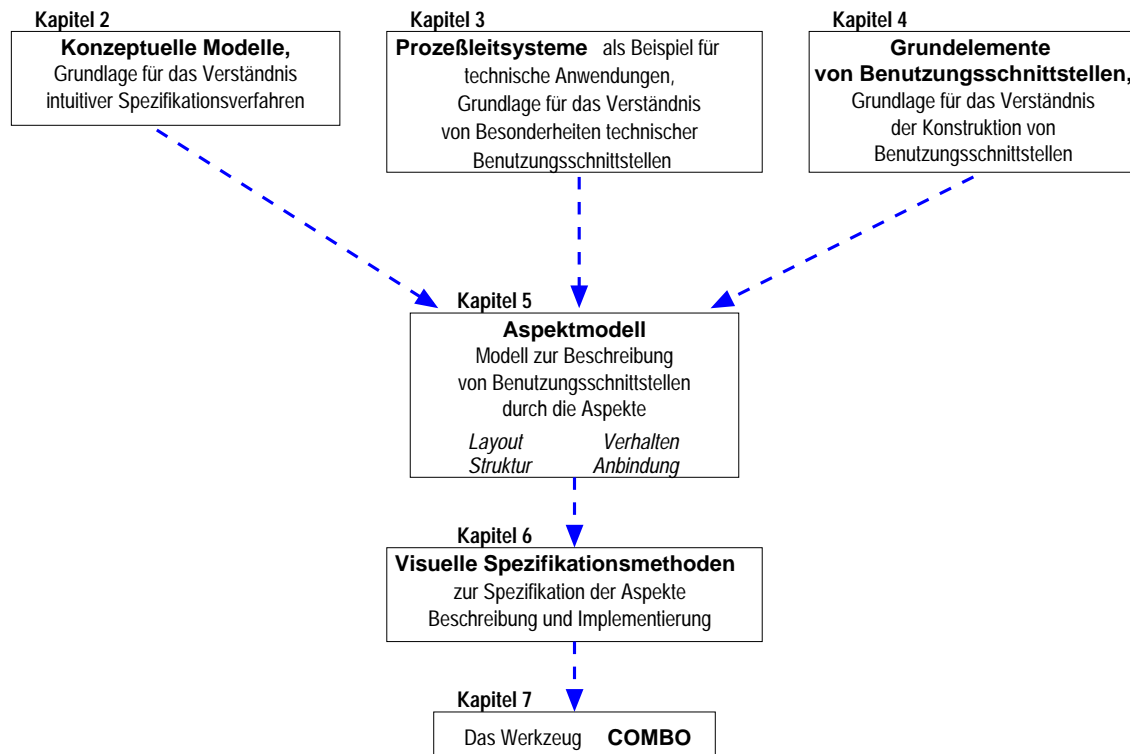 Kapitel 2
Konzeptuelle Modelle,
Grundlage für das Verständnis
intuitiver Spezifikationsverfahren
Kapitel 3
Prozeßleitsysteme als Beispiel für
technische Anwendungen,
Grundlage für das Verständnis
von Besonderheiten technischer
Benutzungsschnittstellen
Kapitel 4
Grundelemente
von Benutzungsschnittstellen,
Grundlage für das Verständnis
der Konstruktion von
Benutzungsschnittstellen
Kapitel 5
Aspektmodell
Modell zur Beschreibung
von Benutzungsschnittstellen
durch die Aspekte
Layout Verhalten
Struktur Anbindung
Kapitel 6
Visuelle Spezifikationsmethoden
zur Spezifikation der Aspekte
Beschreibung und Implementierung
Kapitel 7
Das Werkzeug COMBO